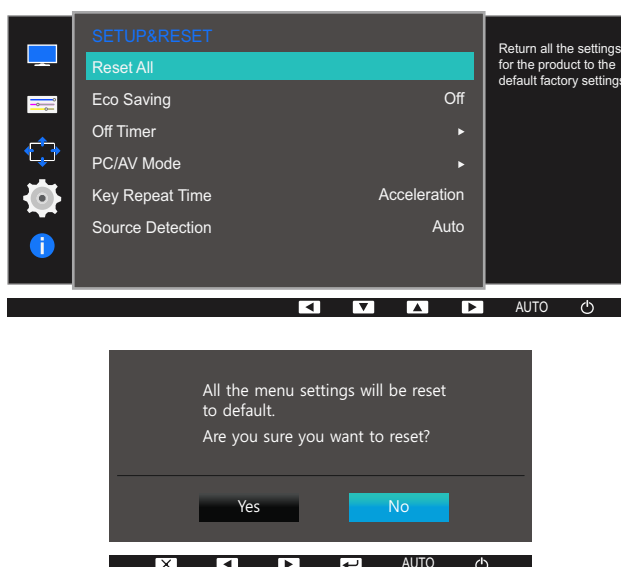 SETUP&RESET
Reset All
Eco Saving Off
Off Timer
PC/AV Mode
Key Repeat Time Acceleration
Source Detection Auto
Return all the settings
for the product to the
default factory settings
i
AUTO
All the menu settings will be reset
to default.
Are you sure you want to reset?
Yes No
AUTO